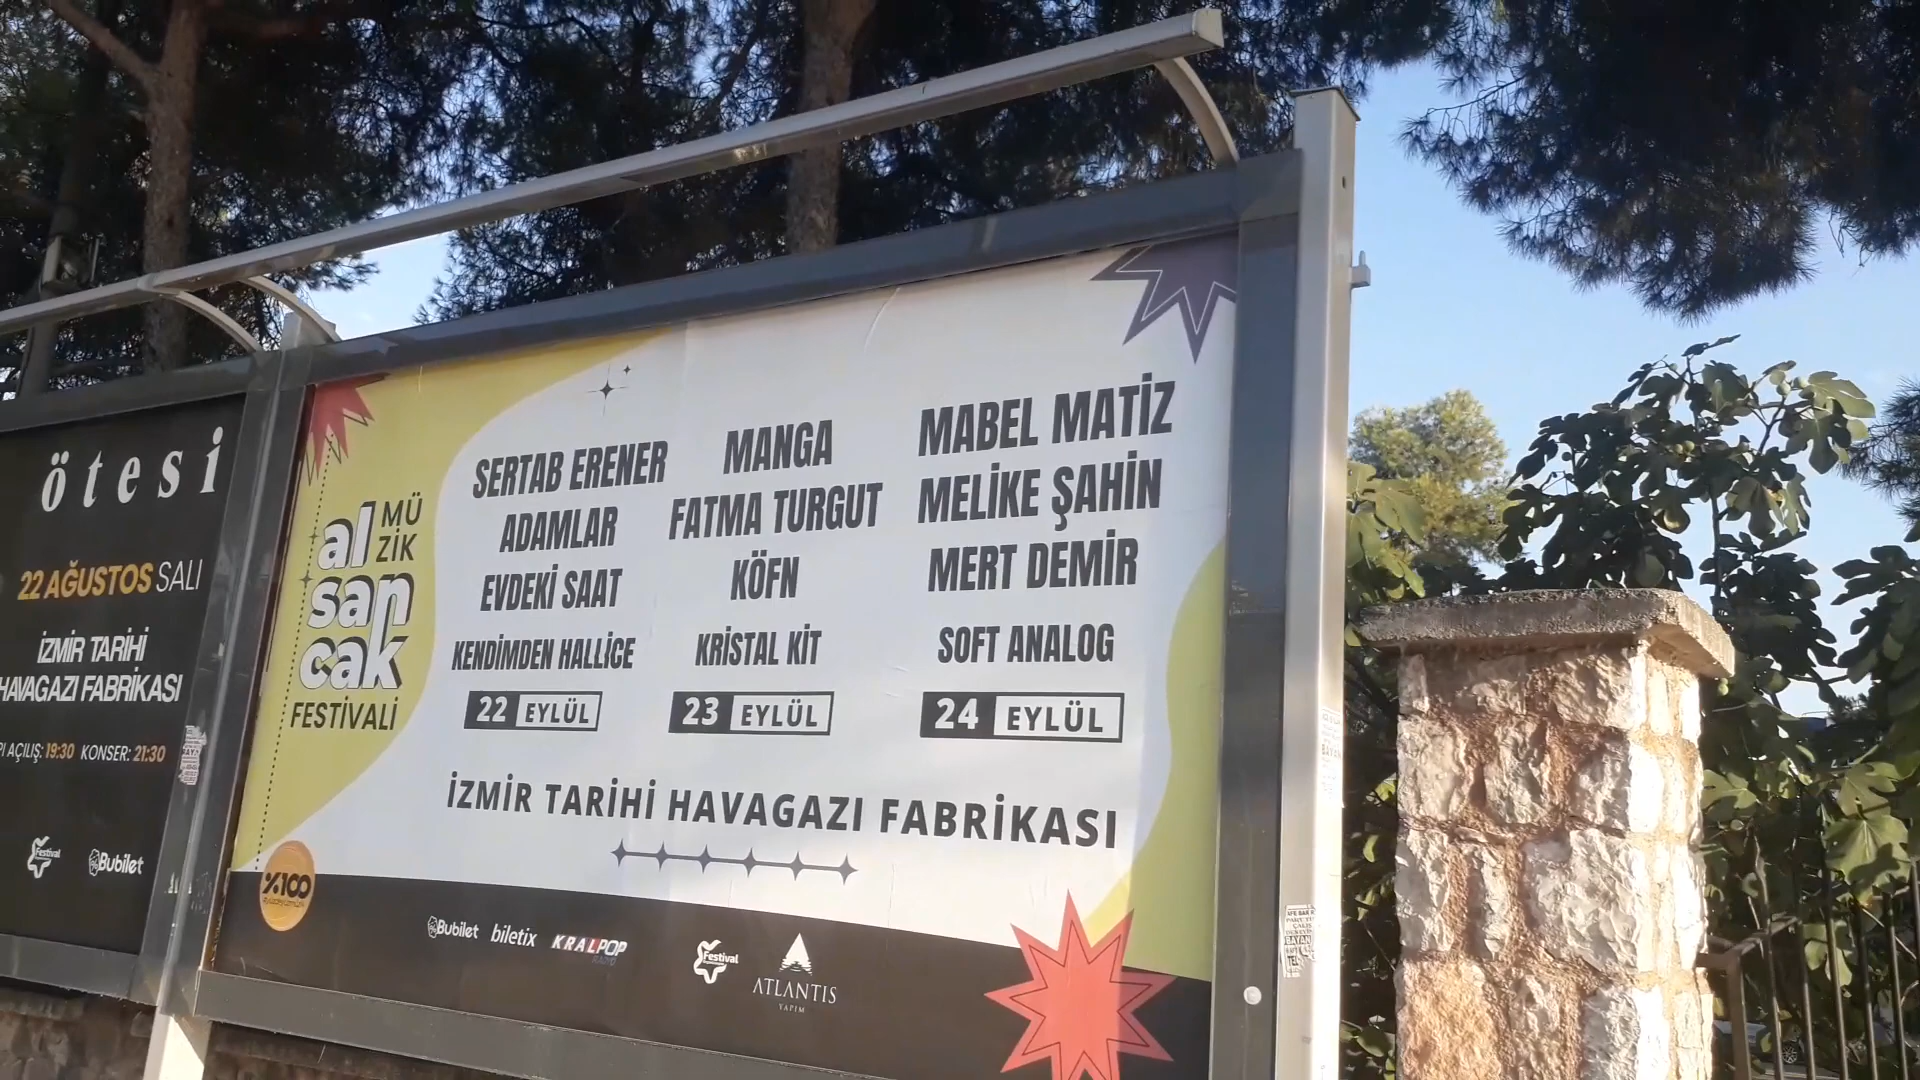 ötesi
22 AĞUSTOS SALI
İZMİR TARİHİ
HAVAGAZI FABRİKASI
AÇILIŞ: 19:30 KONSER: 21:30
Festival
Bubilet
al
san
cak
MÜ
ZİK
FESTİVALİ
SERTAB ERENER
ADAMLAR
EVDEKİ SAAT
KENDİMDEN HALLİCE
22 EYLÜL
MANGA
FATMA TURGUT
KÖFN
KRİSTAL KİT
23 EYLÜL
MABEL MATİZ
MELİKE ŞAHİN
MERT DEMİR
SOFT ANALOG
24 EYLÜL
İZMİR TARİHİ HAVAGAZI FABRİKASI
%100
Bubilet
biletix
KRALPOP
Festival
ATLANTIS
YAPIM